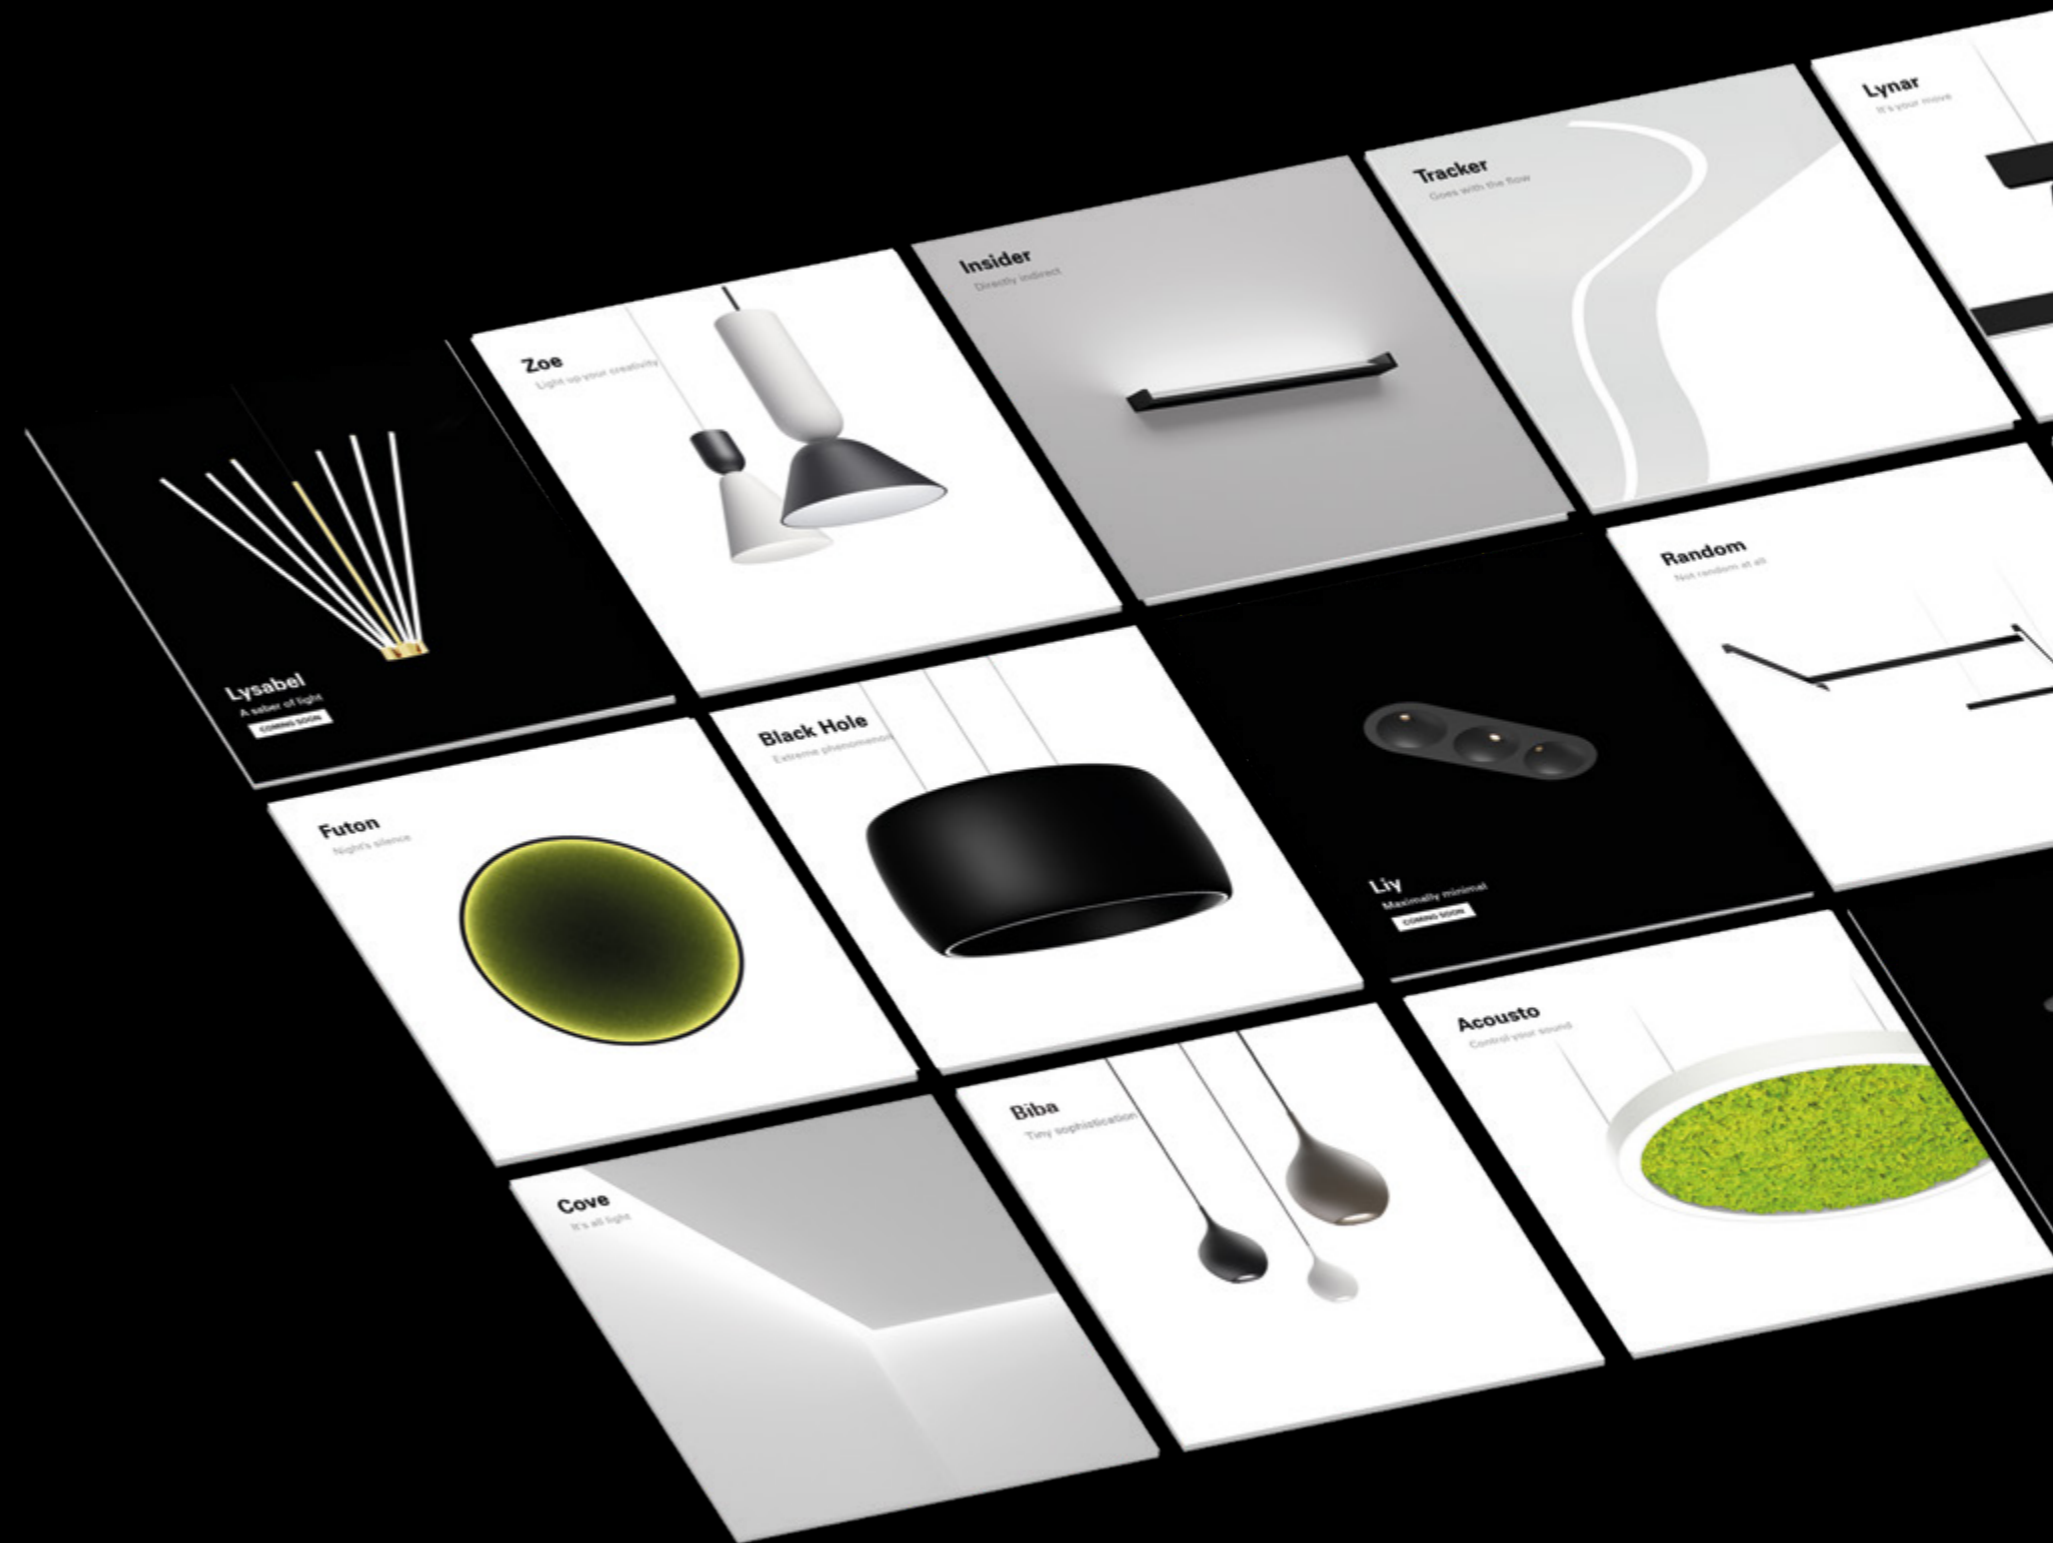 Lynar
It's your move
Tracker
Goes with the flow
Insider
Directly indirect
Zoe
Light up your creativity
Lysabel
A saber of light
COMING SOON
Random
Not random at all
Liy
Maximally minimal
COMING SOON
Black Hole
Extreme phenomenon
Futon
Night's silence
Acousto
Control your sound
Biba
Tiny sophistication
Cove
It's all light